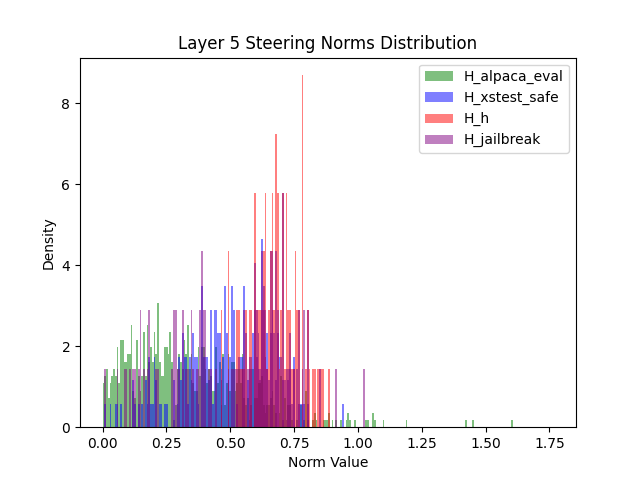 Layer 5 Steering Norms Distribution
H_alpaca_eval
H_xstest_safe
H_h
H_jailbreak
Density
8
6
4
2
0
0.00 0.25 0.50 0.75 1.00 1.25 1.50 1.75
Norm Value